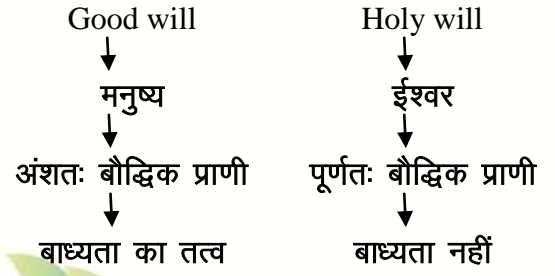 Good will Holy will
मनुष्य ईश्वर
अंशतः बौद्धिक प्राणी पूर्णतः बौद्धिक प्राणी
बाध्यता का तत्व बाध्यता नहीं